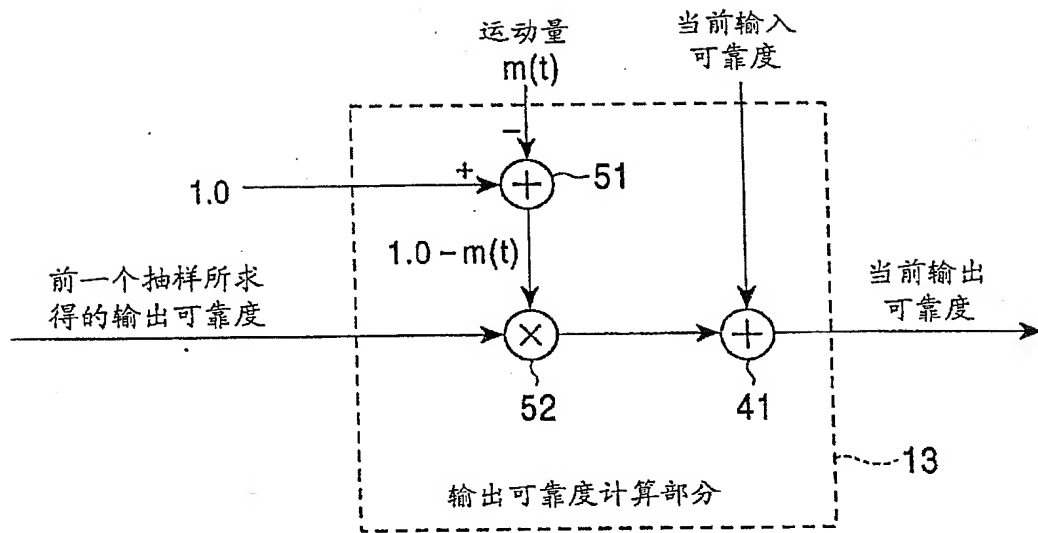 运动量
m(t)
当前输入
可靠度
−
+
+
51
1.0
1.0 − m(t)
前一个抽样所求
得的输出可靠度
当前输出
可靠度
×
+
52
41
13
输出可靠度计算部分